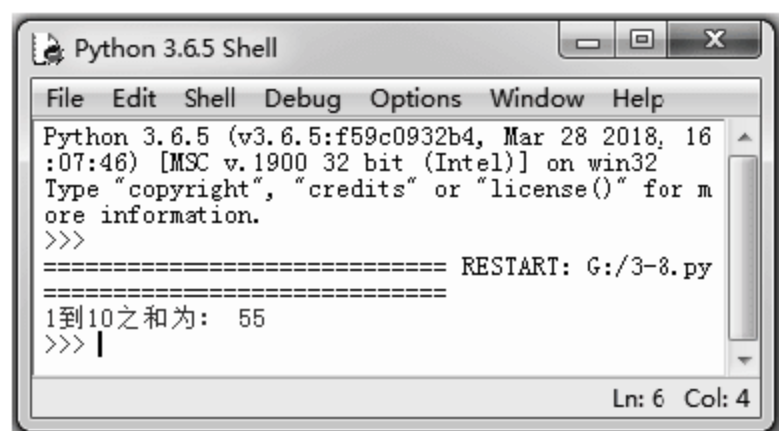 Python 3.6.5 Shell
File Edit Shell Debug Options Window Help
Python 3.6.5 (v3.6.5:f59c0932b4, Mar 28 2018, 16
:07:46) [MSC v.1900 32 bit (Intel)] on win32
Type "copyright", "credits" or "license()" for m
ore information.
>>>
============================= RESTART: G:/3-8.py
=============================
1到10之和为： 55
>>>
Ln: 6 Col: 4